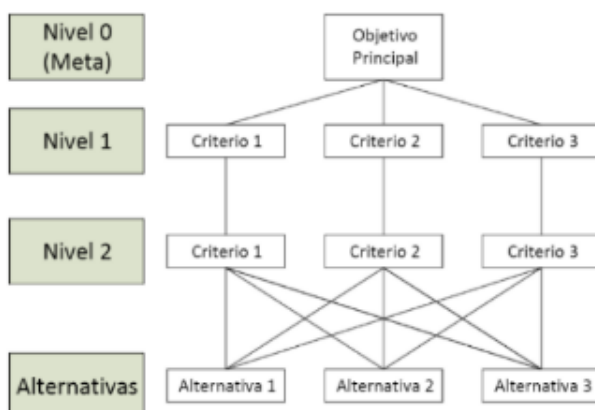 Nivel 0
(Meta)
Objetivo
Principal
Nivel 1
Criterio 1
Criterio 2
Criterio 3
Nivel 2
Criterio 1
Criterio 2
Criterio 3
Alternativas
Alternativa 1
Alternativa 2
Alternativa 3